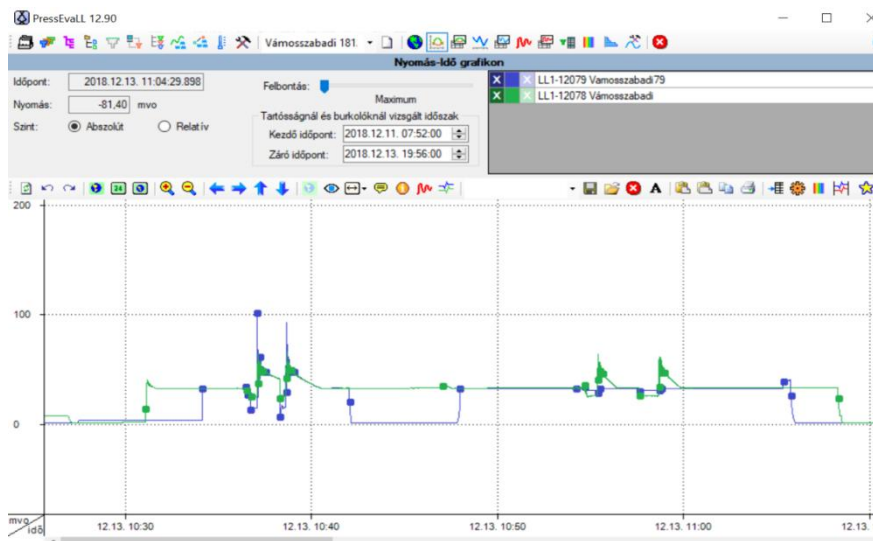 PressEvaLL 12.90
Vámosszabadi 181.
Nyomás-Idő grafikon
Időpont: 2018.12.13. 11:04:29.898
Nyomás: -81,40 mvo
Szint: Abszolút Relatív
Felbontás:
Maximum
Tartósságnál és burkolóknál vizsgált időszak
Kezdő időpont: 2018.12.11. 07:52:00
Záró időpont: 2018.12.13. 19:56:00
X X LL1-12079 Vamosszabadi79
X X LL1-12078 Vámosszabadi
24
A
200
100
0
mvo
idő
12.13. 10:30 12.13. 10:40 12.13. 10:50 12.13. 11:00 12.13.